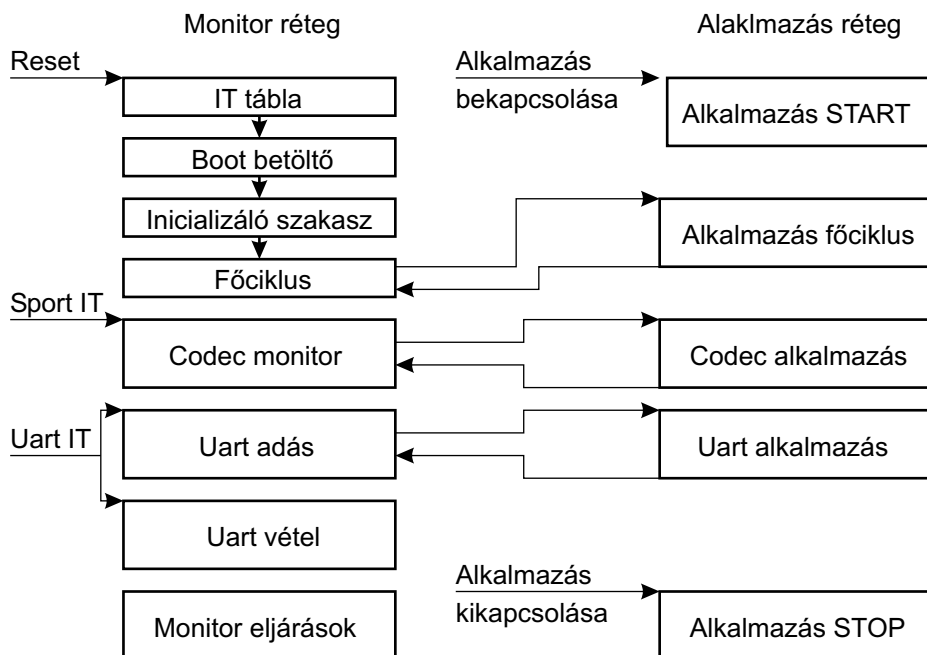 Monitor réteg
Alaklmazás réteg
Reset
IT tábla
Boot betöltő
Inicializáló szakasz
Főciklus
Alkalmazás
bekapcsolása
Alkalmazás START
Alkalmazás főciklus
Sport IT
Codec monitor
Codec alkalmazás
Uart IT
Uart adás
Uart alkalmazás
Uart vétel
Alkalmazás
kikapcsolása
Monitor eljárások
Alkalmazás STOP